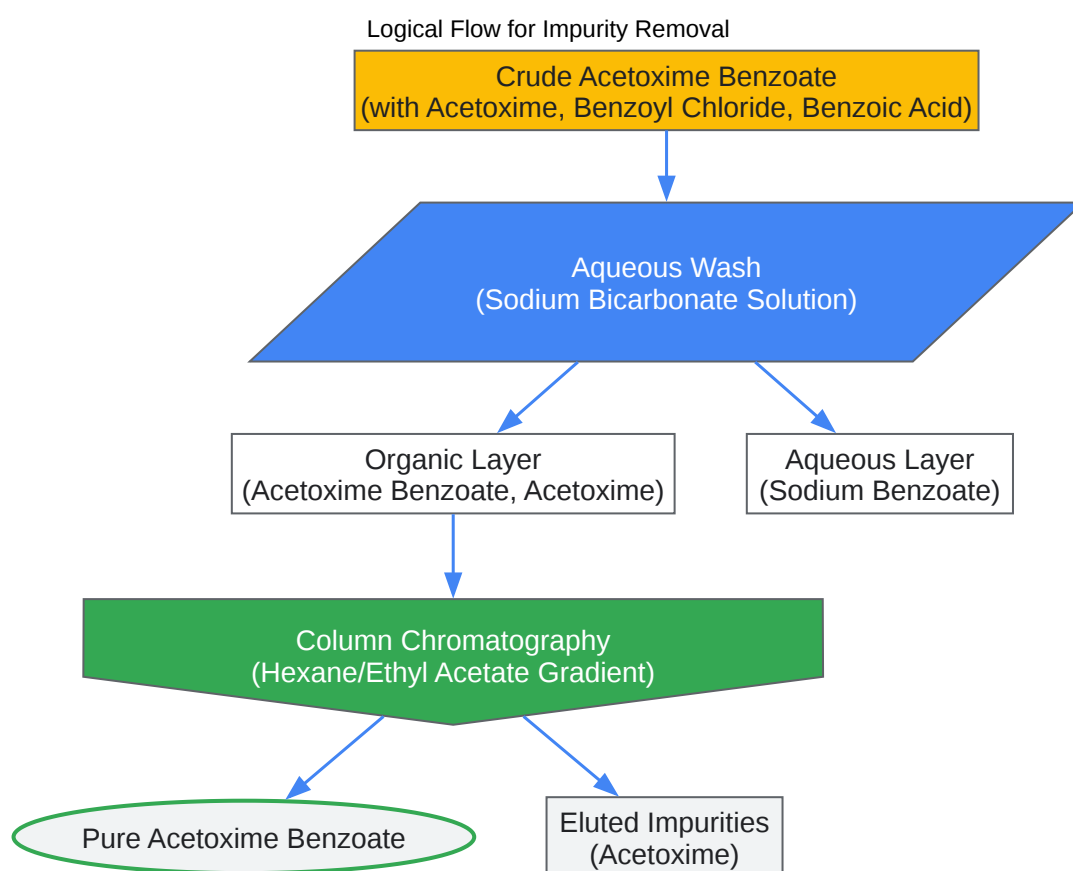 Logical Flow for Impurity Removal
Crude Acetoxime Benzoate
(with Acetoxime, Benzoyl Chloride, Benzoic Acid)
Aqueous Wash
(Sodium Bicarbonate Solution)
Organic Layer
(Acetoxime Benzoate, Acetoxime)
Aqueous Layer
(Sodium Benzoate)
Column Chromatography
(Hexane/Ethyl Acetate Gradient)
Pure Acetoxime Benzoate
Eluted Impurities
(Acetoxime)